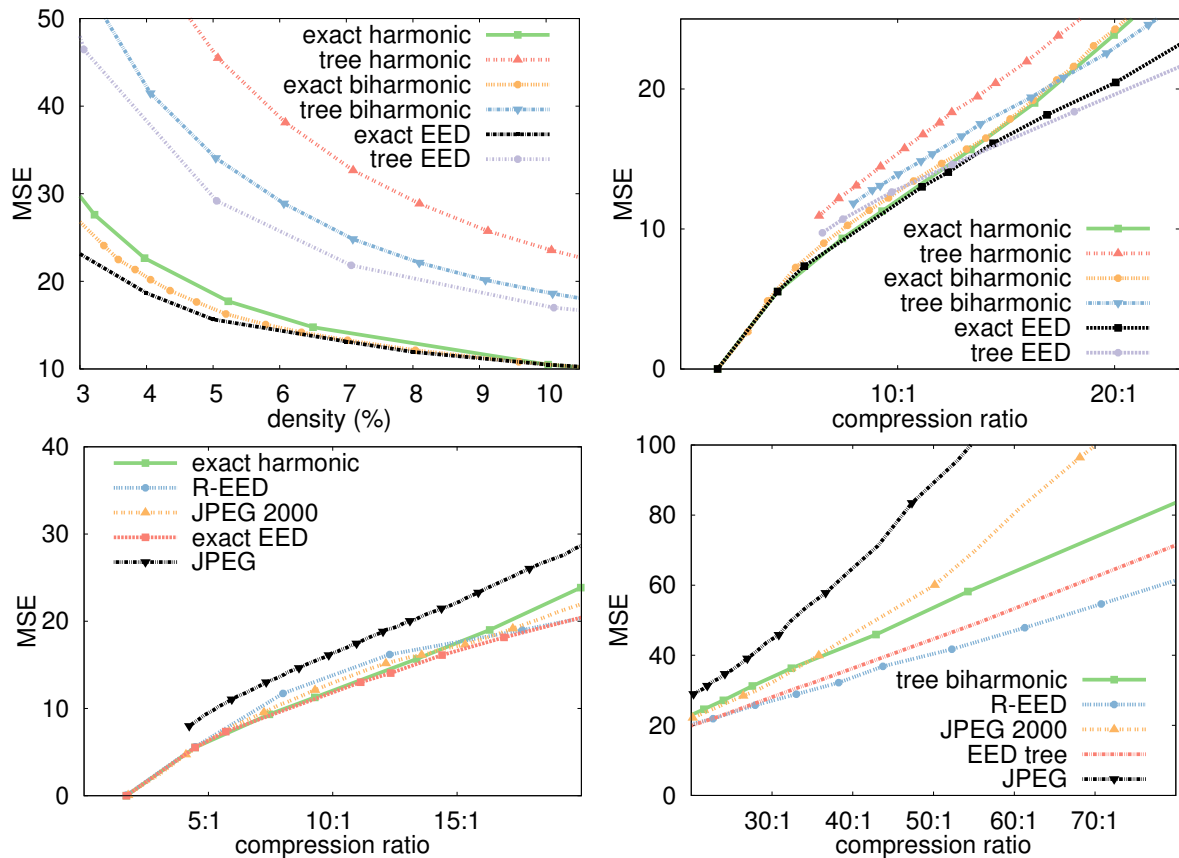 50
40
30
20
10
MSE
3 4 5 6 7 8 9 10
density (%)
exact harmonic
tree harmonic
exact biharmonic
tree biharmonic
exact EED
tree EED
20
10
0
MSE
10:1 20:1
compression ratio
exact harmonic
tree harmonic
exact biharmonic
tree biharmonic
exact EED
tree EED
40
30
20
10
0
MSE
5:1 10:1 15:1
compression ratio
exact harmonic
R-EED
JPEG 2000
exact EED
JPEG
100
80
60
40
20
0
MSE
30:1 40:1 50:1 60:1 70:1
compression ratio
tree biharmonic
R-EED
JPEG 2000
EED tree
JPEG